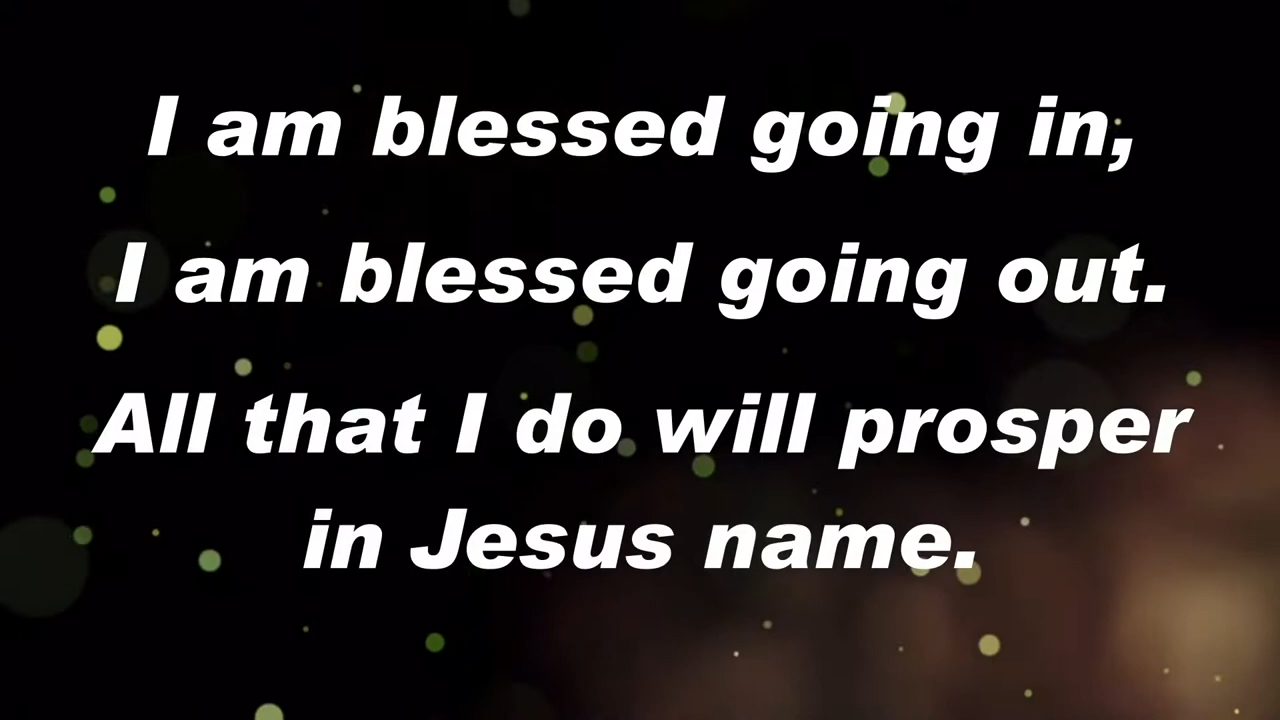 I am blessed going in,
I am blessed going out.
All that I do will prosper
in Jesus name.